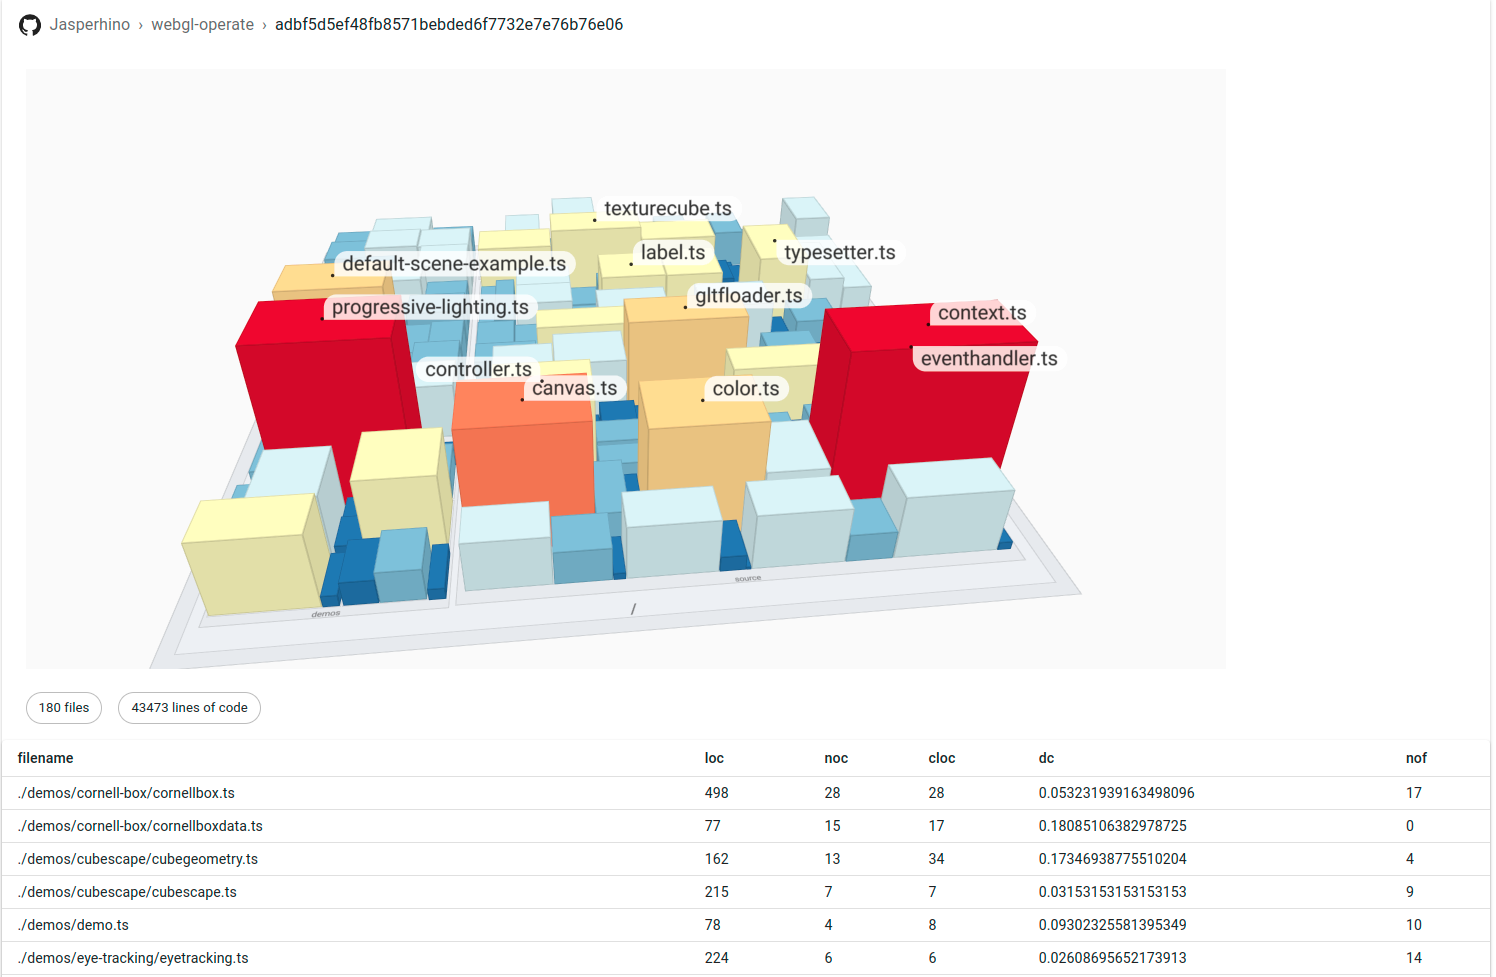 Jasperhino › webgl-operate › adbf5d5ef48fb8571bebded6f7732e7e76b76e06
texturecube.ts
label.ts
typesetter.ts
default-scene-example.ts
gltfloader.ts
progressive-lighting.ts
context.ts
eventhandler.ts
controller.ts
canvas.ts
color.ts
source
demos
/
180 files
43473 lines of code
filename loc noc cloc dc nof
./demos/cornell-box/cornellbox.ts 498 28 28 0.053231939163498096 17
./demos/cornell-box/cornellboxdata.ts 77 15 17 0.18085106382978725 0
./demos/cubescape/cubegeometry.ts 162 13 34 0.17346938775510204 4
./demos/cubescape/cubescape.ts 215 7 7 0.03153153153153153 9
./demos/demo.ts 78 4 8 0.09302325581395349 10
./demos/eye-tracking/eyetracking.ts 224 6 6 0.02608695652173913 14